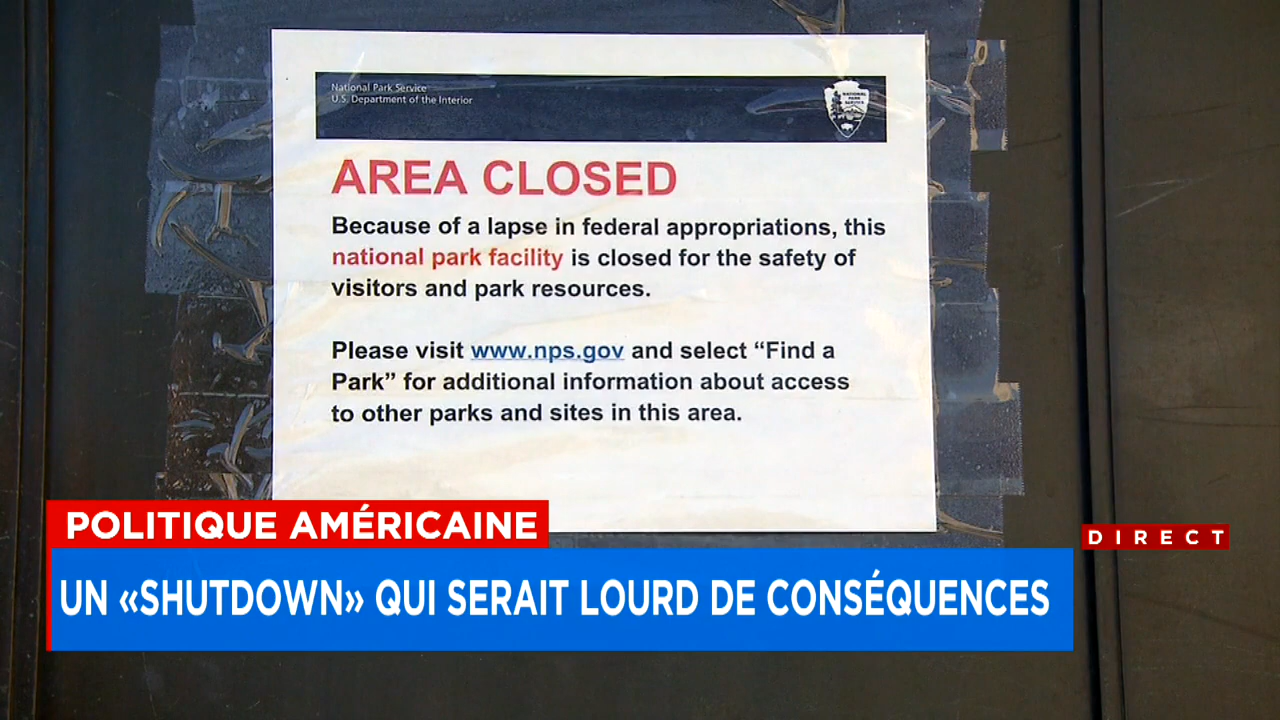 National Park Service
U.S. Department of the Interior
NATIONAL
PARK
SERVICE
AREA CLOSED
Because of a lapse in federal appropriations, this
national park facility is closed for the safety of
visitors and park resources.
Please visit www.nps.gov and select “Find a
Park” for additional information about access
to other parks and sites in this area.
POLITIQUE AMÉRICAINE
DIRECT
UN «SHUTDOWN» QUI SERAIT LOURD DE CONSÉQUENCES